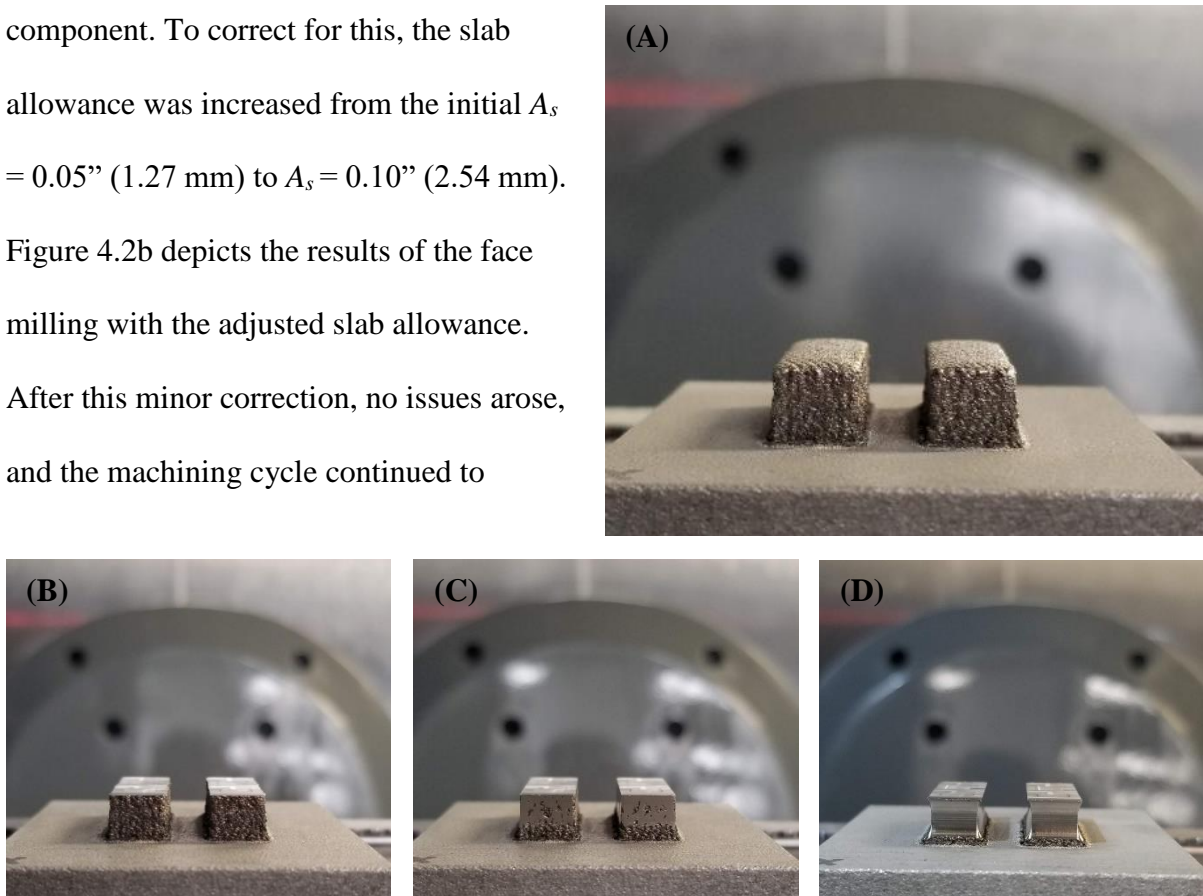 component. To correct for this, the slab
allowance was increased from the initial As
= 0.05” (1.27 mm) to As = 0.10” (2.54 mm).
Figure 4.2b depicts the results of the face
milling with the adjusted slab allowance.
After this minor correction, no issues arose,
and the machining cycle continued to
(A)
(B)
(C)
(D)